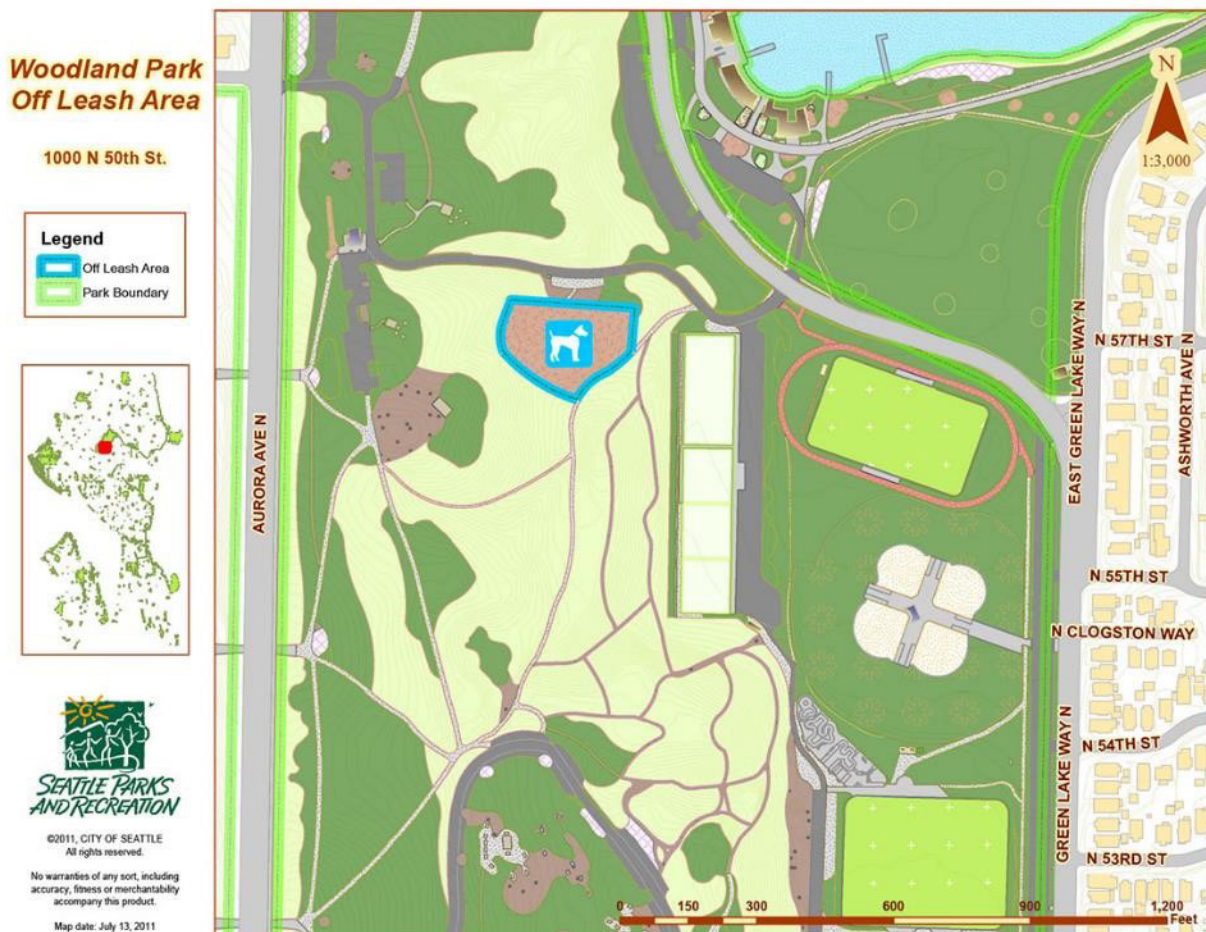 Woodland Park
Off Leash Area
1000 N 50th St.
Legend
Off Leash Area
Park Boundary
SEATTLE PARKS
AND RECREATION
©2011, CITY OF SEATTLE
All rights reserved.
No warranties of any sort, including
accuracy, fitness or merchantability
accompany this product.
Map date: July 13, 2011
N
1:3,000
AURORA AVE N
EAST GREEN LAKE WAY N
ASHWORTH AVE N
N 57TH ST
N 55TH ST
N CLOGSTON WAY
GREEN LAKE WAY N
N 54TH ST
N 53RD ST
0 150 300 600 900 1,200
Feet